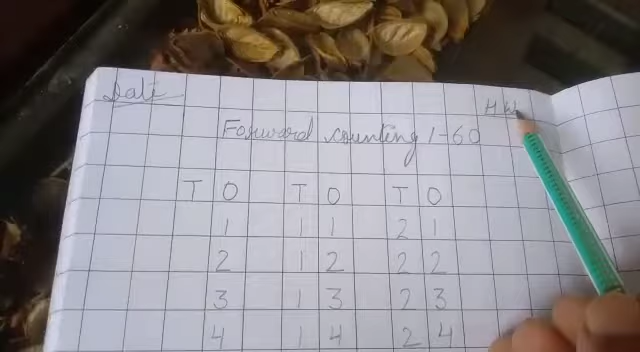 Date
H W
Forward counting 1-60
T O T O T O
1 1 1 2 1
2 1 2 2 2
3 1 3 2 3
4 1 4 2 4